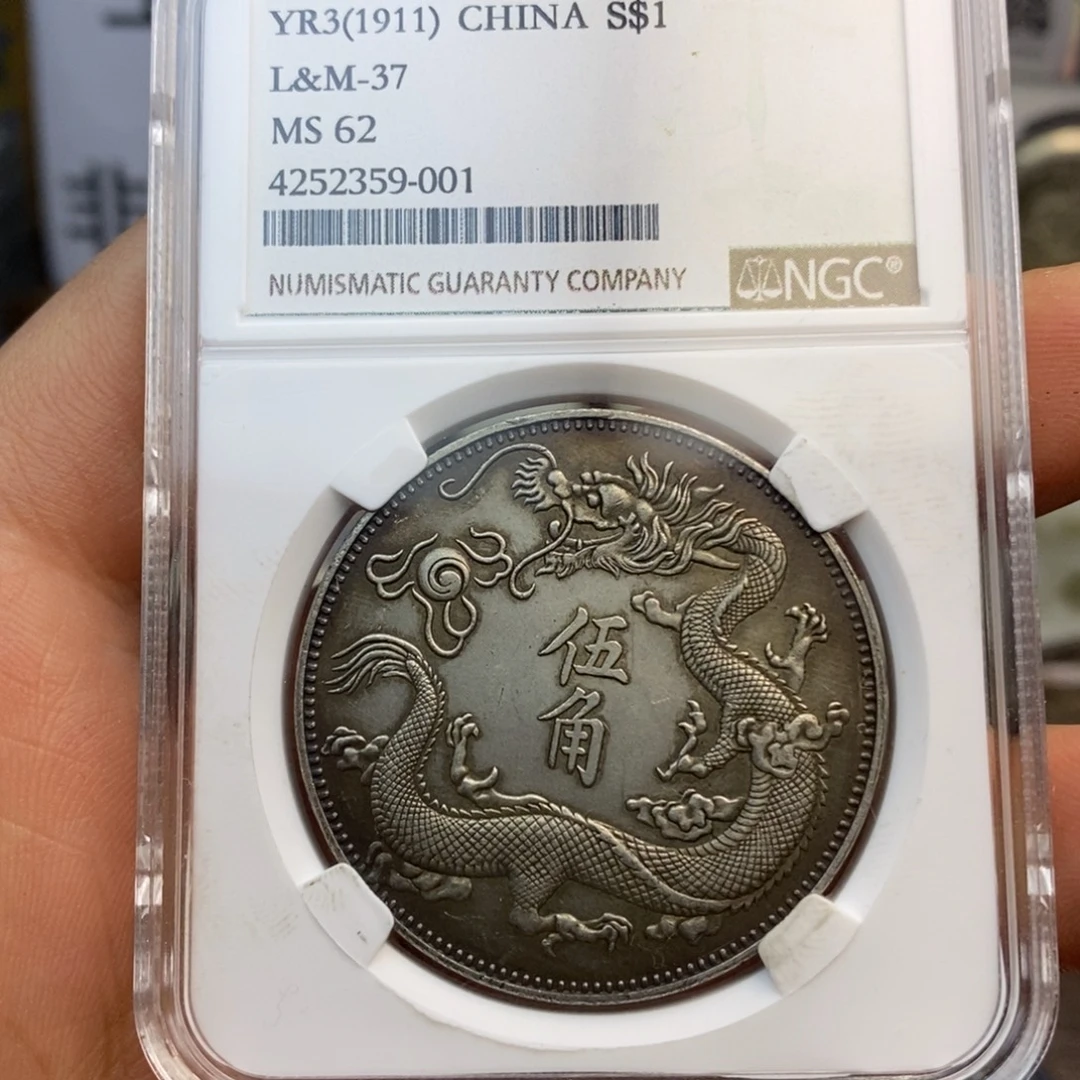 YR3(1911) CHINA S$1
L&M-37
MS 62
4252359-001
NUMISMATIC GUARANTY COMPANY
NGC®
伍
角